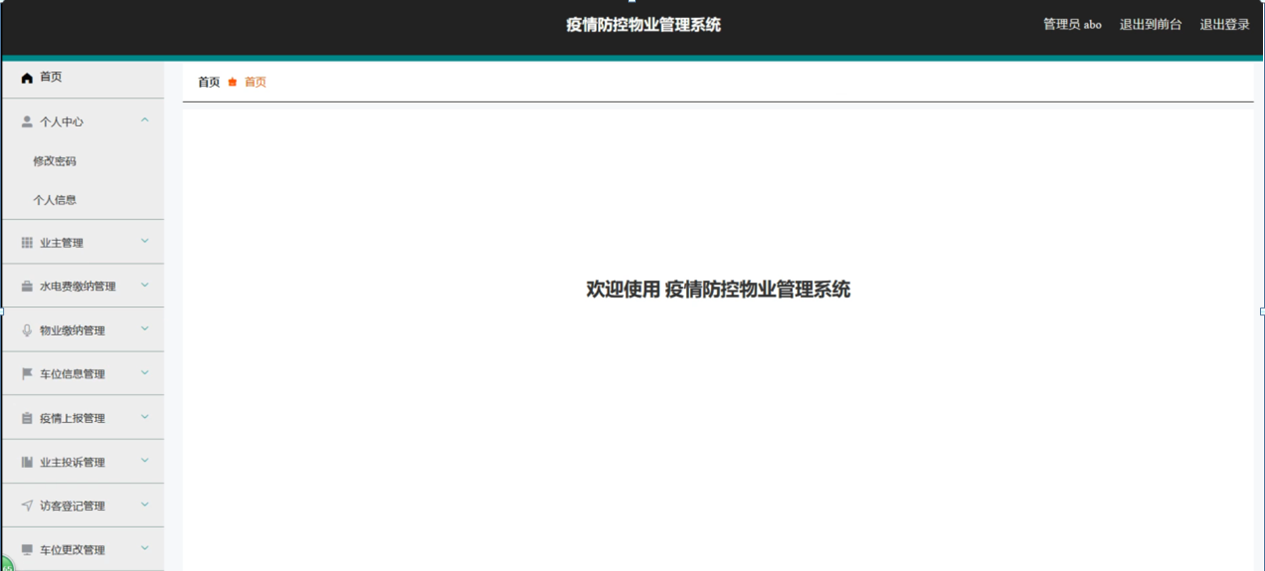 疫情防控物业管理系统
管理员 abo 退出到前台 退出登录
首页
首页 首页
个人中心
修改密码
个人信息
业主管理
水电费缴纳管理
欢迎使用 疫情防控物业管理系统
物业缴纳管理
车位信息管理
疫情上报管理
业主投诉管理
访客登记管理
车位更改管理